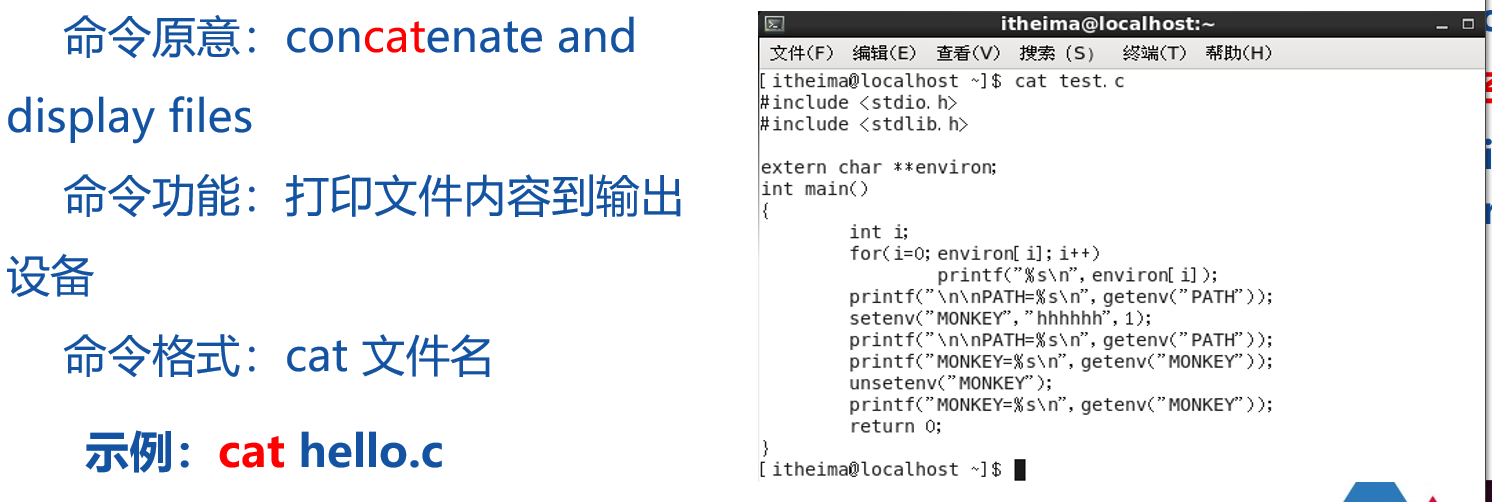 命令原意：concatenate and
display files
命令功能：打印文件内容到输出
设备
命令格式：cat 文件名
示例：cat hello.c
itheima@localhost:~
文件(F) 编辑(E) 查看(V) 搜索 (S) 终端(T) 帮助(H)
[itheima@localhost ~]$ cat test.c
#include <stdio.h>
#include <stdlib.h>
extern char **environ;
int main()
{
int i;
for(i=0;environ[i];i++)
printf("%s\n",environ[i]);
printf("\n\nPATH=%s\n",getenv("PATH"));
setenv("MONKEY","hhhhhh",1);
printf("\n\nPATH=%s\n",getenv("PATH"));
printf("MONKEY=%s\n",getenv("MONKEY"));
unsetenv("MONKEY");
printf("MONKEY=%s\n",getenv("MONKEY"));
return 0;
}
[itheima@localhost ~]$